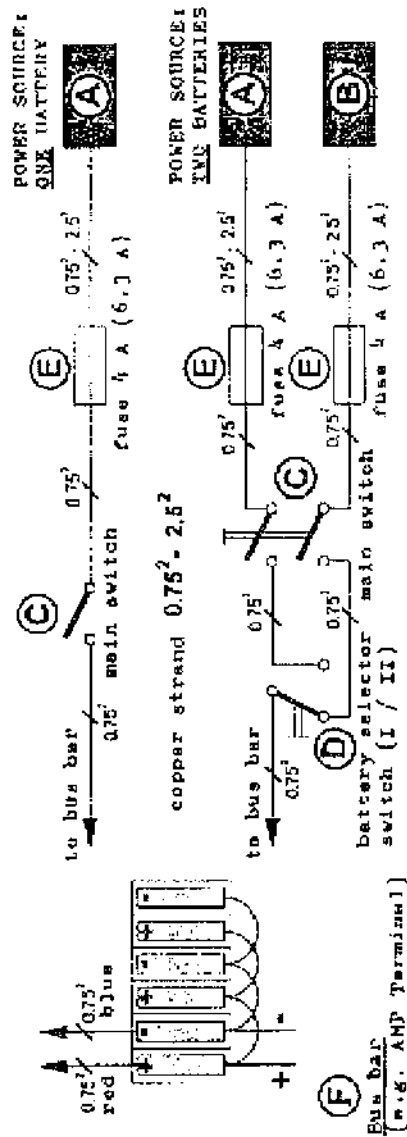 POWER SOURCE:
ONE BATTERY
A
0.75² - 2.5²
E
fuse 4 A (6.3 A)
0.75²
C
main switch
0.75²
to bus bar
copper strand 0.75² - 2.5²
POWER SOURCE:
TWO BATTERIES
A
B
0.75² - 2.5²
0.75² - 2.5²
E
fuse 4 A (6.3 A)
E
fuse 4 A (6.3 A)
0.75²
0.75²
C
main switch
0.75²
0.75²
D
battery selector
switch (I / II)
to bus bar
0.75²
0.75²
red
0.75²
blue
+ - + - + -
+ -
F
Bus bar
(e.g. AMP Terminal)